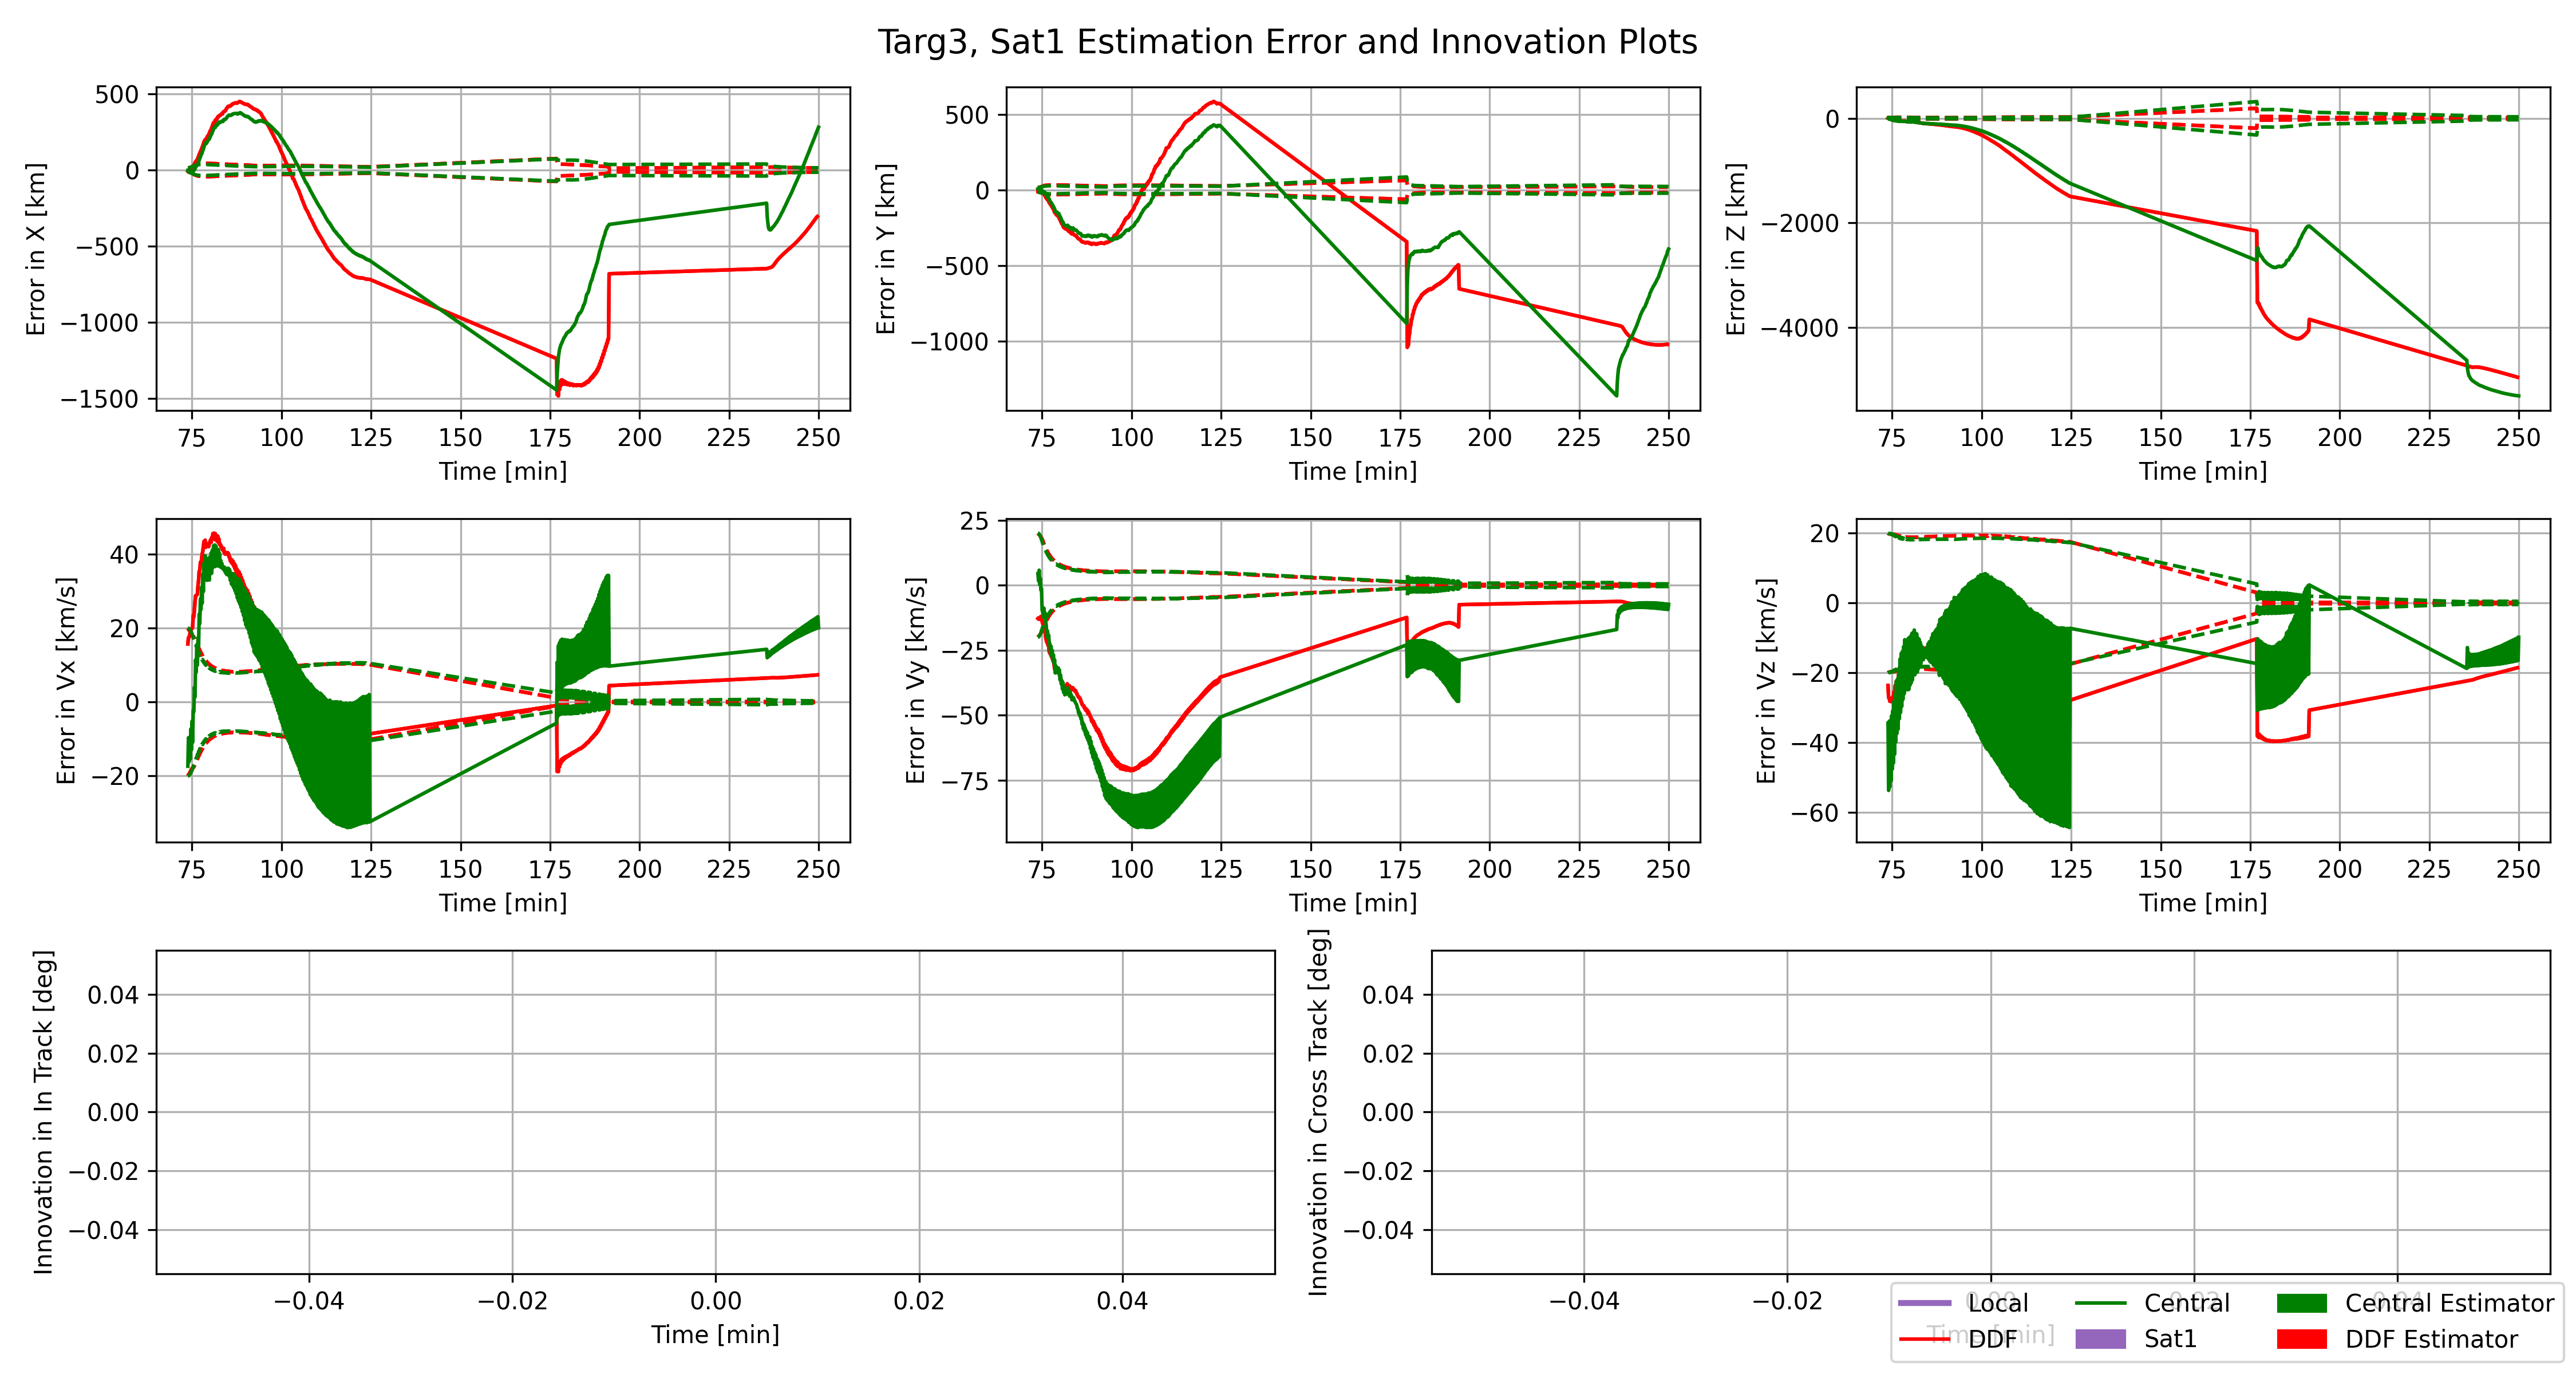 Targ3, Sat1 Estimation Error and Innovation Plots
Error in X [km]
500
0
−500
−1000
−1500
75 100 125 150 175 200 225 250
Time [min]
Error in Y [km]
500
0
−500
−1000
75 100 125 150 175 200 225 250
Time [min]
Error in Z [km]
0
−2000
−4000
75 100 125 150 175 200 225 250
Time [min]
Error in Vx [km/s]
40
20
0
−20
75 100 125 150 175 200 225 250
Time [min]
Error in Vy [km/s]
25
0
−25
−50
−75
75 100 125 150 175 200 225 250
Time [min]
Error in Vz [km/s]
20
0
−20
−40
−60
75 100 125 150 175 200 225 250
Time [min]
Innovation in In Track [deg]
0.04
0.02
0.00
−0.02
−0.04
−0.04 −0.02 0.00 0.02 0.04
Time [min]
Innovation in Cross Track [deg]
0.04
0.02
0.00
−0.02
−0.04
−0.04 −0.02 0.00 0.02 0.04
Time [min]
Local Central Central Estimator
DDF Sat1 DDF Estimator